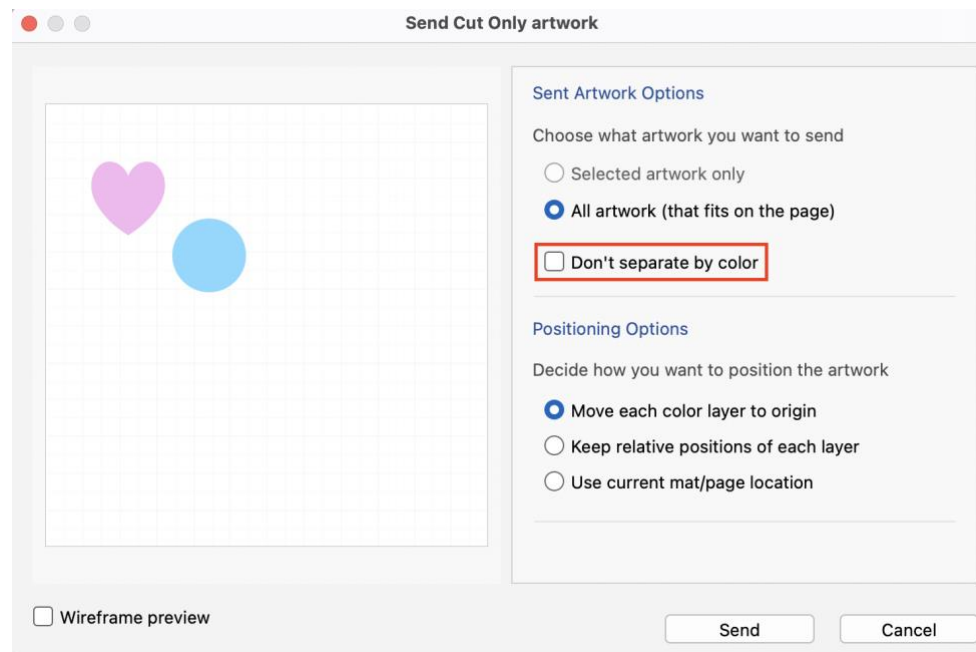 Send Cut Only artwork
Sent Artwork Options
Choose what artwork you want to send
Selected artwork only
All artwork (that fits on the page)
Don't separate by color
Positioning Options
Decide how you want to position the artwork
Move each color layer to origin
Keep relative positions of each layer
Use current mat/page location
Wireframe preview
Send
Cancel